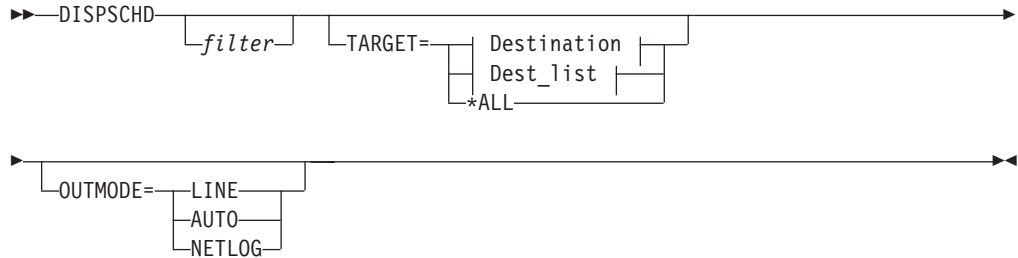 DISPSCHD
filter
TARGET=
Destination
Dest_list
*ALL
OUTMODE=
LINE
AUTO
NETLOG